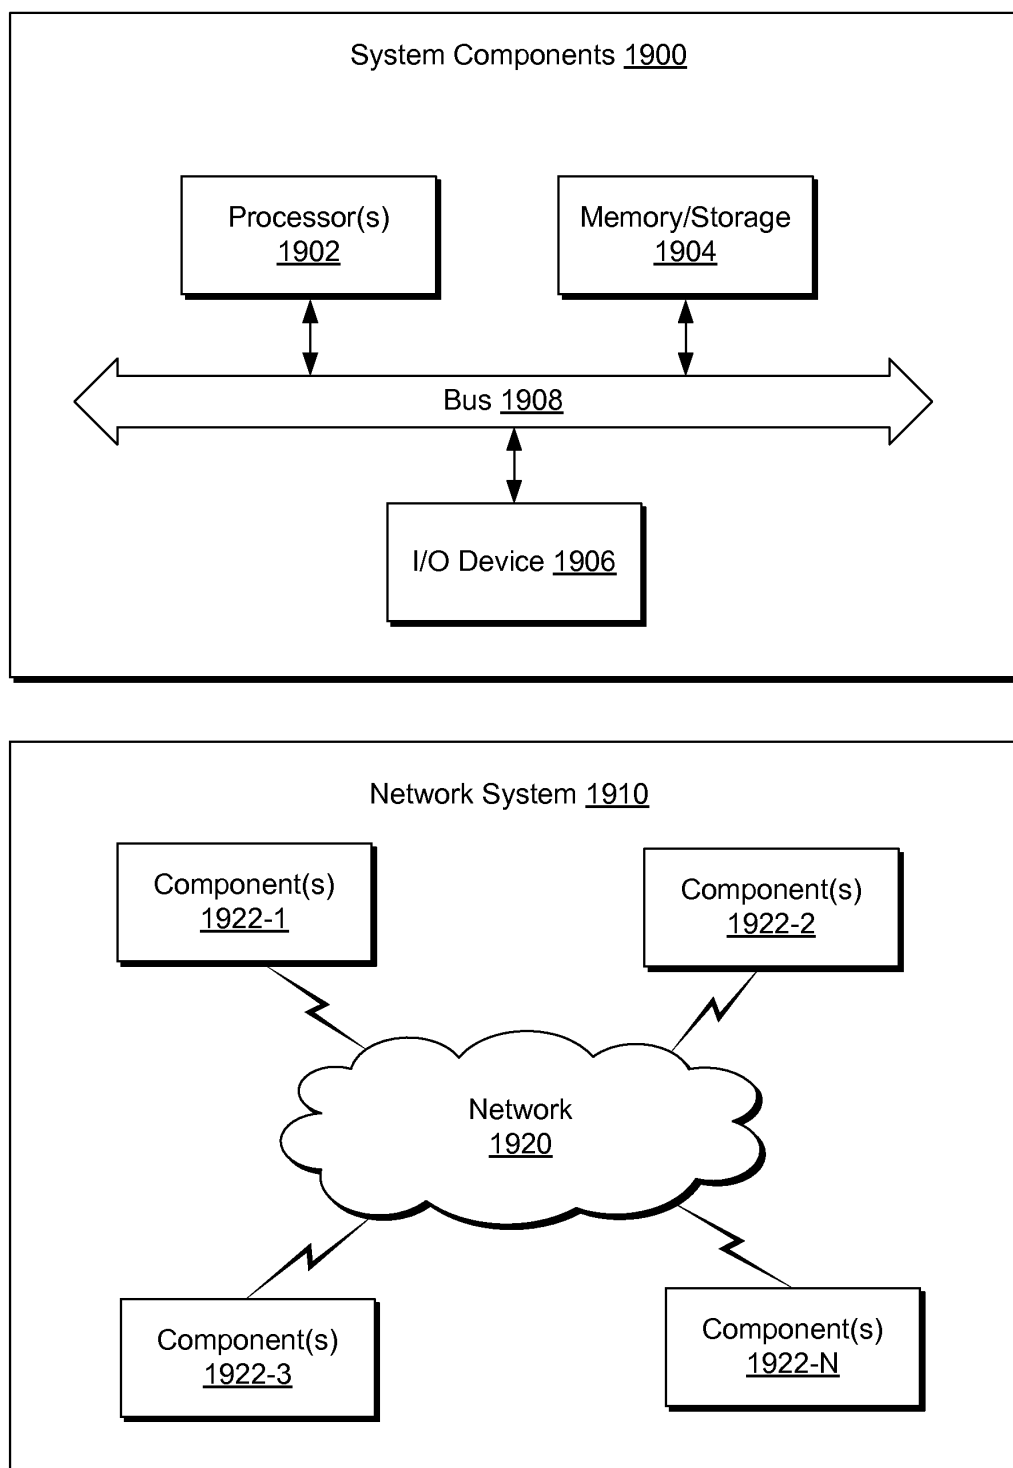 System Components 1900
Processor(s)
1902
Memory/Storage
1904
Bus 1908
I/O Device 1906
Network System 1910
Component(s)
1922-1
Component(s)
1922-2
Network
1920
Component(s)
1922-3
Component(s)
1922-N